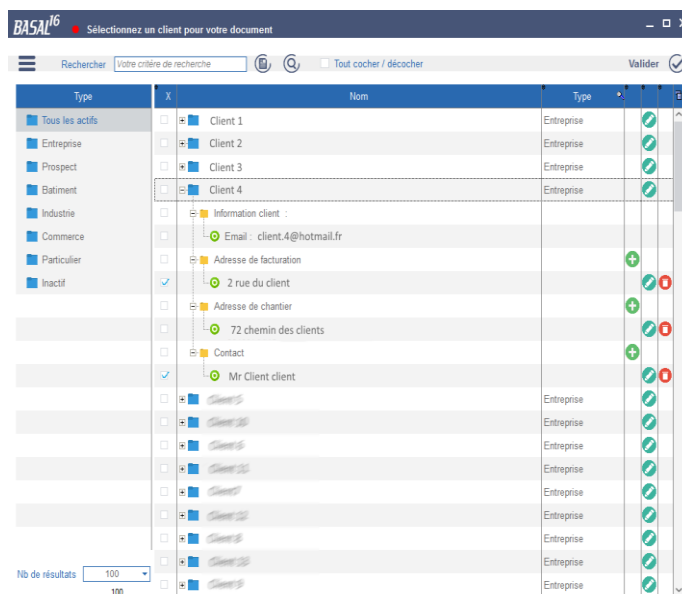 BASAL16 Sélectionnez un client pour votre document
Rechercher Votre critère de recherche Tout cocher / décocher Valider
Type X Nom Type
Tous les actifs Client 1 Entreprise
Entreprise Client 2 Entreprise
Prospect Client 3 Entreprise
Batiment Client 4 Entreprise
Industrie Information client :
Commerce Email : client.4@hotmail.fr
Particulier Adresse de facturation
Inactif 2 rue du client
Adresse de chantier
72 chemin des clients
Contact
Mr Client client
Entreprise
Entreprise
Entreprise
Entreprise
Entreprise
Entreprise
Entreprise
Entreprise
Nb de résultats 100
Entreprise
100